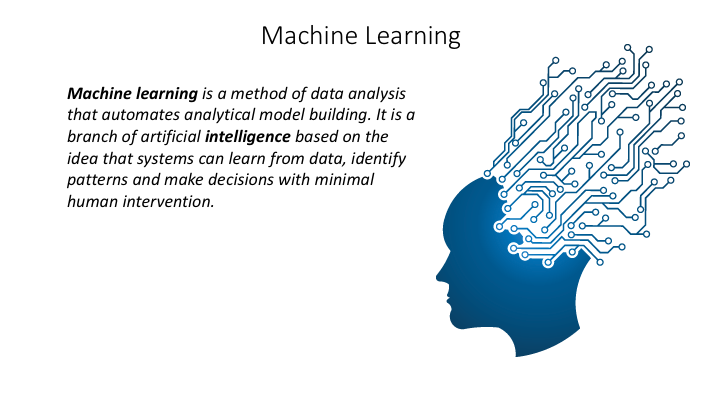 Machine Learning
Machine learning is a method of data analysis
that automates analytical model building. It is a
branch of artificial intelligence based on the
idea that systems can learn from data, identify
patterns and make decisions with minimal
human intervention.